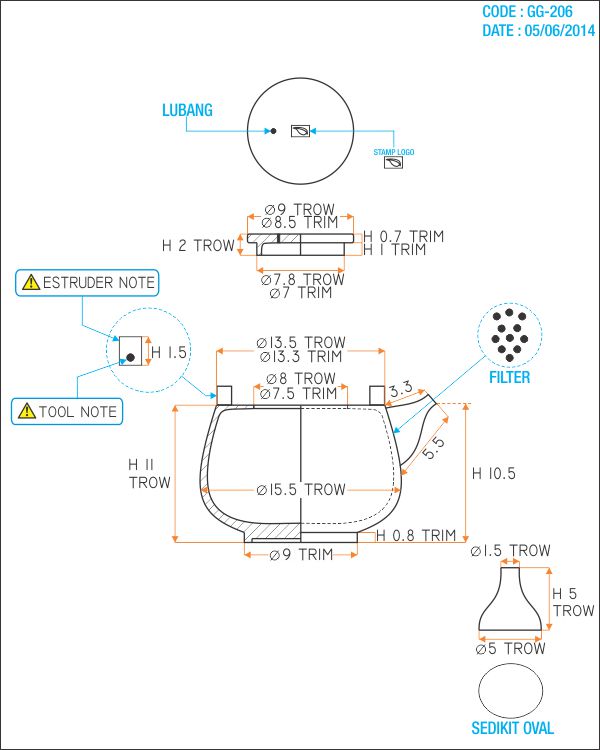 CODE : GG-206
DATE : 05/06/2014
LUBANG
STAMP LOGO
Ø9 TROW
Ø8.5 TRIM
H 2 TROW
H 0.7 TRIM
H 1 TRIM
Ø7.8 TROW
Ø7 TRIM
ESTRUDER NOTE
H 1.5
TOOL NOTE
Ø13.5 TROW
Ø13.3 TRIM
Ø8 TROW
Ø7.5 TRIM
3.3
FILTER
5.5
H 11
TROW
Ø15.5 TROW
H 10.5
H 0.8 TRIM
Ø9 TRIM
Ø1.5 TROW
H 5
TROW
Ø5 TROW
SEDIKIT OVAL